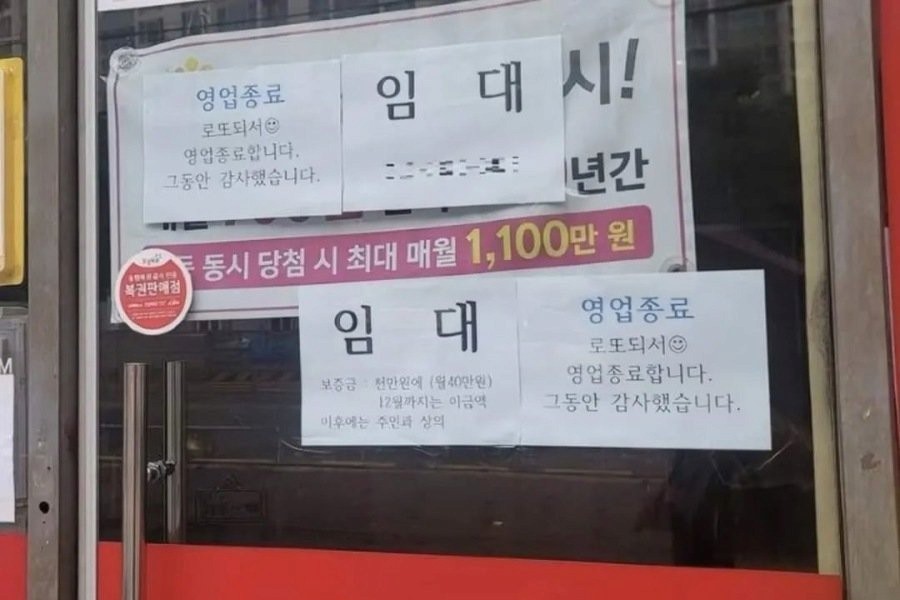 영업종료
로또되서☺
영업종료합니다.
그동안 감사했습니다.
임 대
시!
년간
동시 당첨 시 최대 매월 1,100만 원
복권판매점
임 대
보증금 : 천만원에 (월40만원)
12월까지는 이금액
이후에는 주인과 상의
영업종료
로또되서☺
영업종료합니다.
그동안 감사했습니다.
M